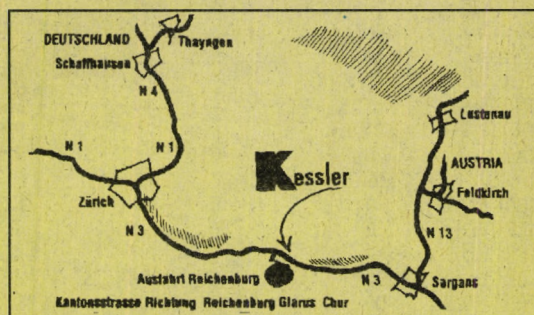 DEUTSCHLAND
Thayngen
Schaffhausen
N 4
N 1
N 1
Zürich
N 3
Kessler
Lustenau
AUSTRIA
Feldkirch
N 13
N 3
Sargans
Ausfahrt Reichenburg
Kantonsstrasse Richtung Reichenburg Glarus Chur